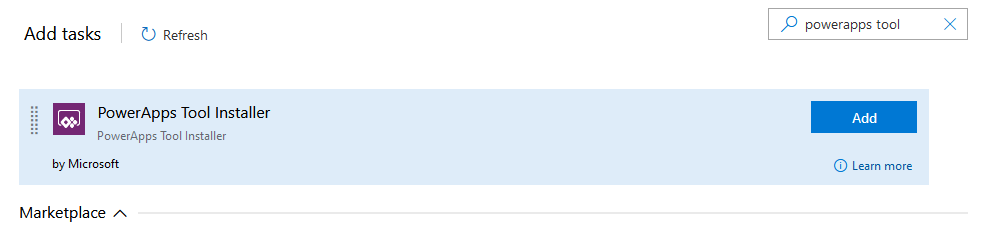 Add tasks
Refresh
powerapps tool
PowerApps Tool Installer
PowerApps Tool Installer
Add
by Microsoft
Learn more
Marketplace